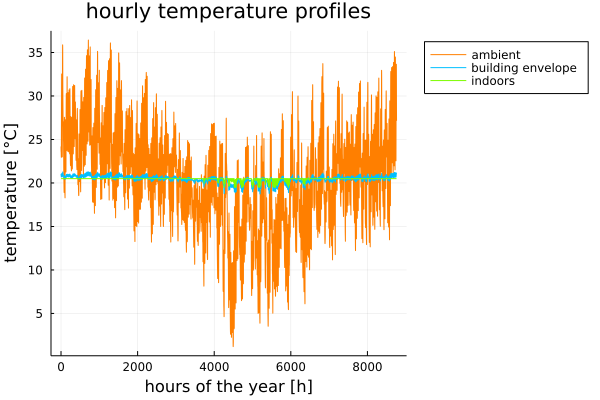 hourly temperature profiles
ambient
building envelope
indoors
temperature [°C]
35
30
25
20
15
10
5
0 2000 4000 6000 8000
hours of the year [h]